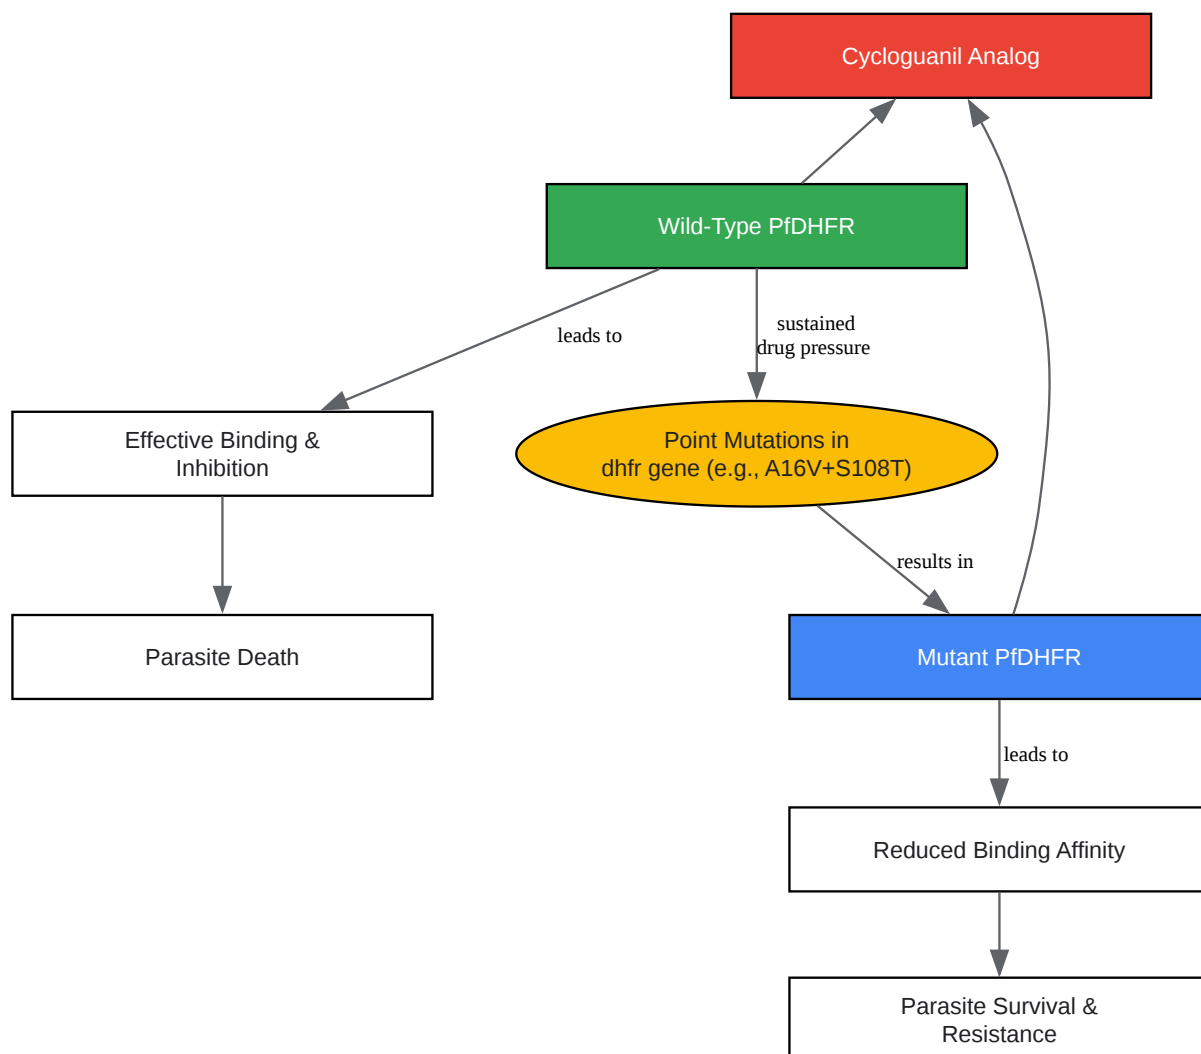 Cycloguanil Analog
Wild-Type PfDHFR
leads to
sustained
drug pressure
Effective Binding &
Inhibition
Point Mutations in
dhfr gene (e.g., A16V+S108T)
results in
Parasite Death
Mutant PfDHFR
leads to
Reduced Binding Affinity
Parasite Survival &
Resistance